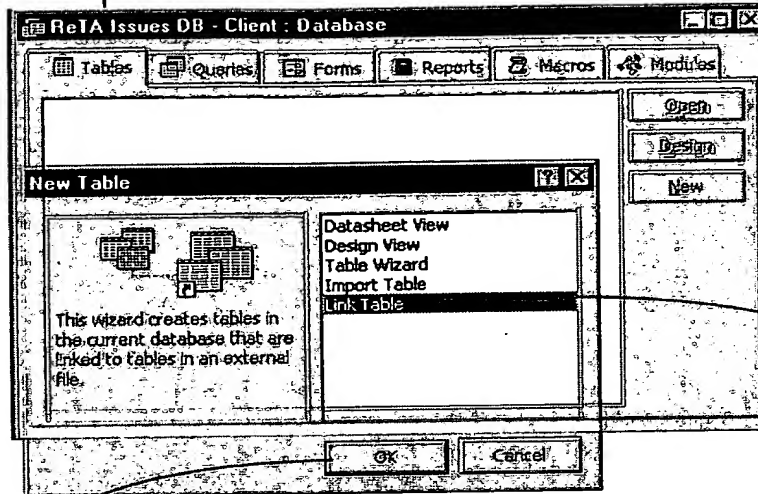 ReTA Issues DB - Client : Database
Tables Queries Forms Reports Macros Modules
Open
Design
New
New Table
Datasheet View
Design View
Table Wizard
Import Table
Link Table
This wizard creates tables in
the current database that are
linked to tables in an external
file.
OK Cancel